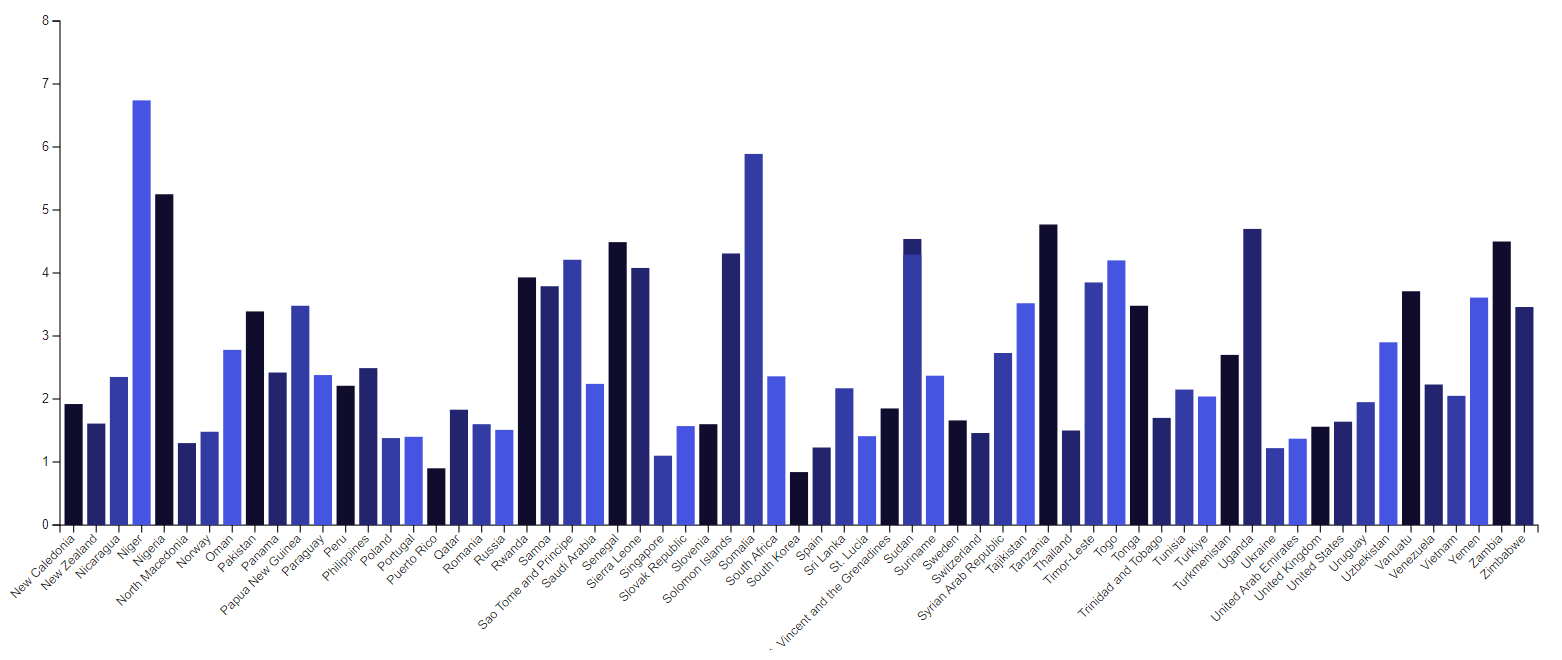 8
7
6
5
4
3
2
1
0
New Caledonia
New Zealand
Nicaragua
Niger
Nigeria
North Macedonia
Norway
Oman
Pakistan
Panama
Papua New Guinea
Paraguay
Peru
Philippines
Poland
Portugal
Puerto Rico
Qatar
Romania
Russia
Rwanda
Samoa
Sao Tome and Principe
Saudi Arabia
Senegal
Sierra Leone
Singapore
Slovak Republic
Slovenia
Solomon Islands
Somalia
South Africa
South Korea
Spain
Sri Lanka
St. Lucia
Vincent and the Grenadines
Sudan
Suriname
Sweden
Switzerland
Syrian Arab Republic
Tajikistan
Tanzania
Thailand
Timor-Leste
Togo
Tonga
Trinidad and Tobago
Tunisia
Turkiye
Turkmenistan
Uganda
Ukraine
United Arab Emirates
United Kingdom
United States
Uruguay
Uzbekistan
Vanuatu
Venezuela
Vietnam
Yemen
Zambia
Zimbabwe